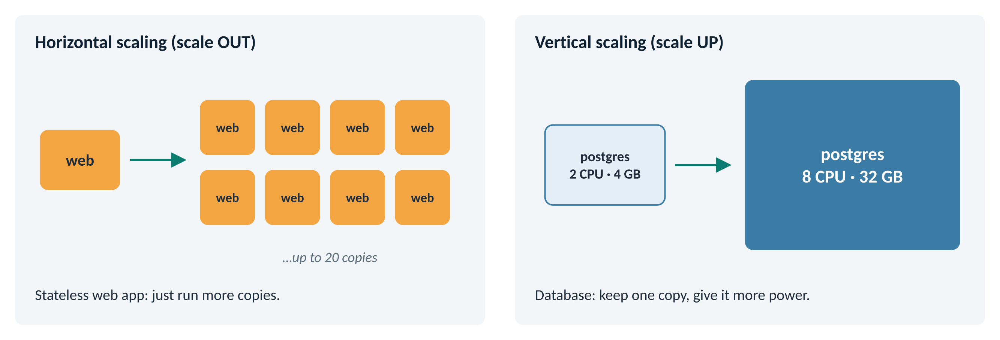 Horizontal scaling (scale OUT)
web
web web web web
web web web web
...up to 20 copies
Stateless web app: just run more copies.
Vertical scaling (scale UP)
postgres
2 CPU · 4 GB
postgres
8 CPU · 32 GB
Database: keep one copy, give it more power.